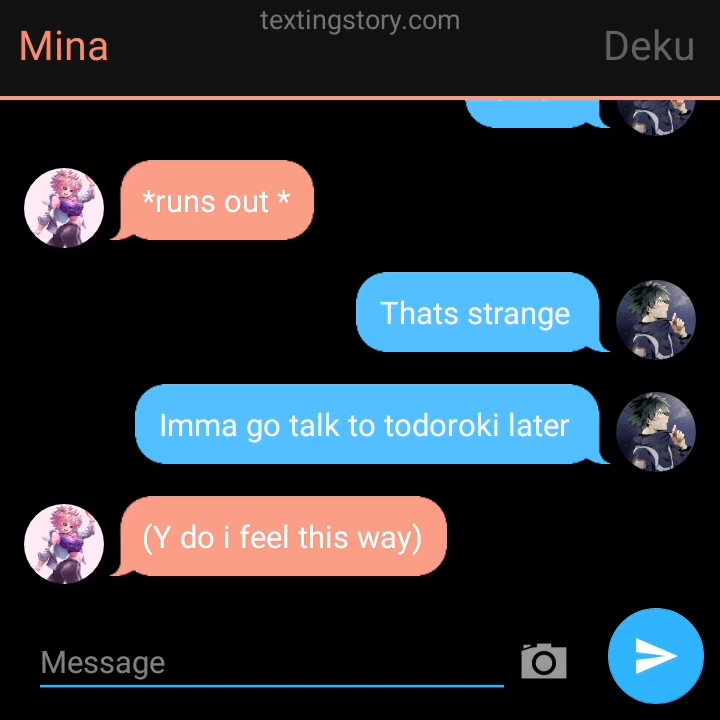 textingstory.com
Mina
Deku
*runs out *
Thats strange
Imma go talk to todoroki later
(Y do i feel this way)
Message